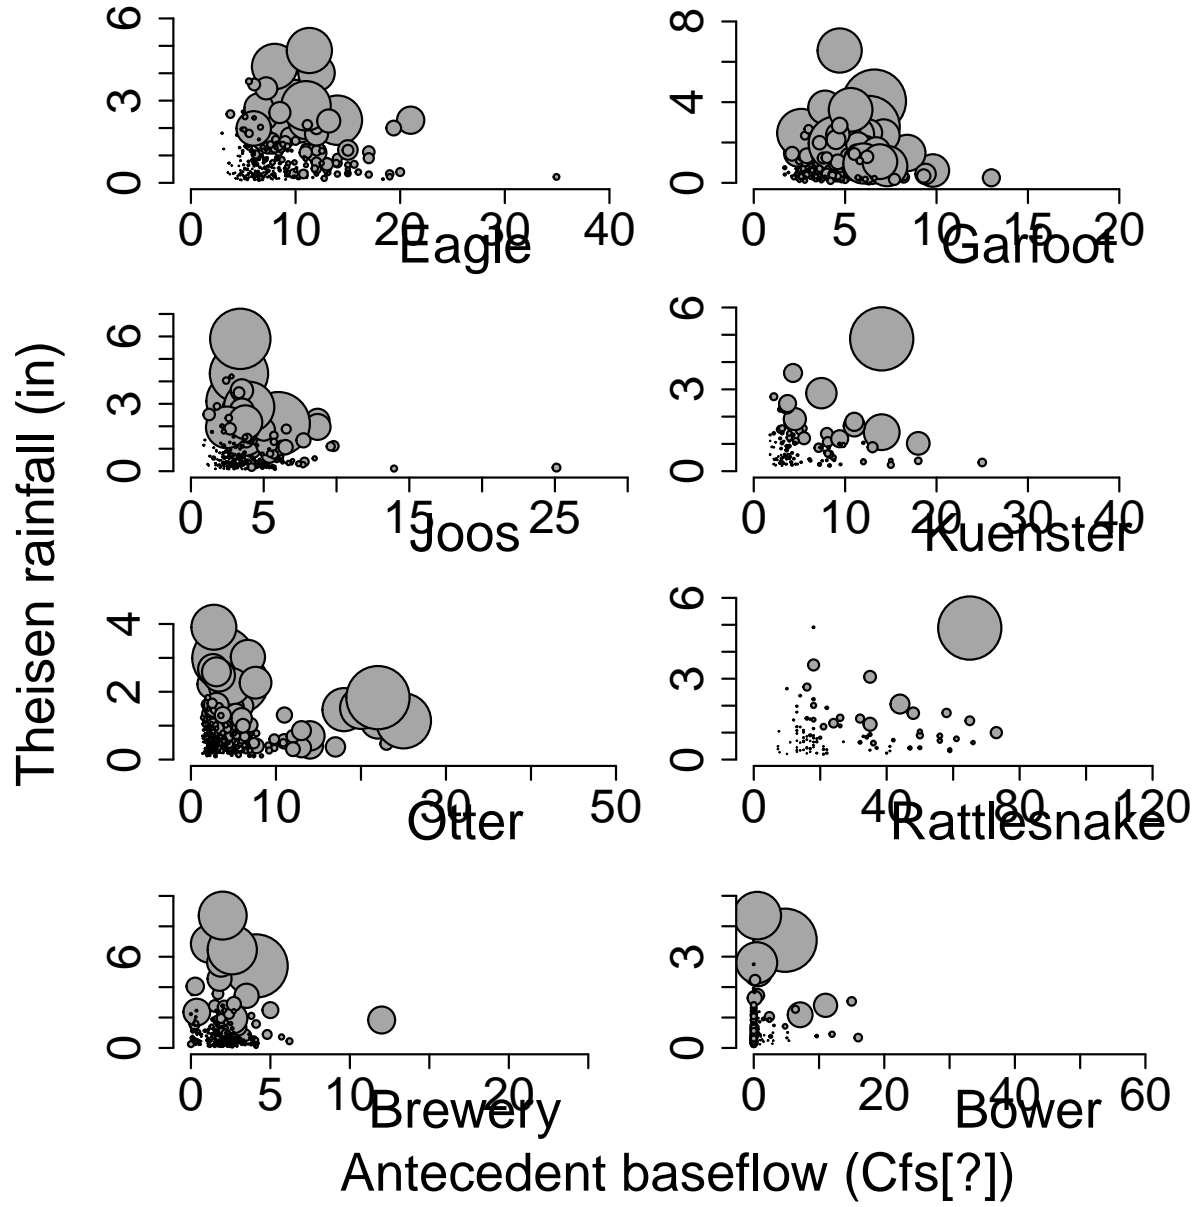 Theisen rainfall (in)
0 3 6
0 10 20 30 40
Eagle
0 4 8
0 5 10 15 20
Garfoot
0 3 6
0 5 15 25
Joos
0 3 6
0 10 20 30 40
Kuenster
0 2 4
0 10 30 50
Otter
0 3 6
0 40 80 120
Rattlesnake
0 6
0 5 10 20
Brewery
0 3
0 20 40 60
Bower
Antecedent baseflow (Cfs[?])